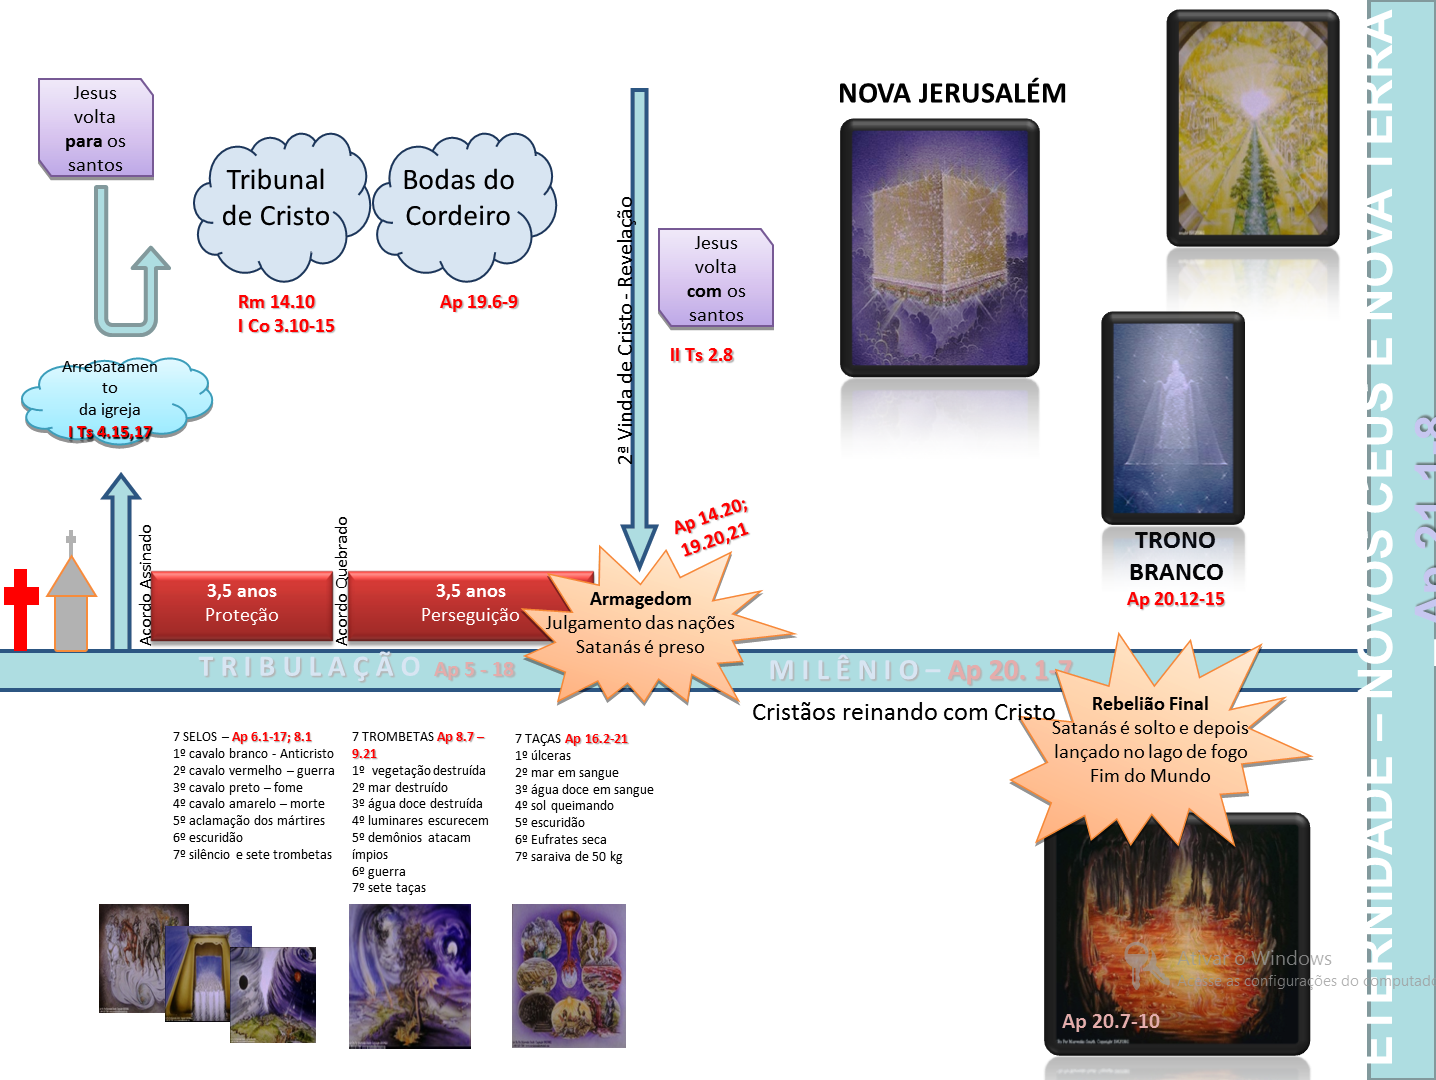 Jesus
volta
para os
santos
Tribunal
de Cristo
Rm 14.10
I Co 3.10-15
Bodas do
Cordeiro
Ap 19.6-9
Arrebatamen
to
da igreja
I Ts 4.15,17
2ª Vinda de Cristo - Revelação
Jesus
volta
com os
santos
II Ts 2.8
NOVA JERUSALÉM
TRONO
BRANCO
Ap 20.12-15
Ap 14.20;
19.20,21
Acordo Assinado
3,5 anos
Proteção
Acordo Quebrado
3,5 anos
Perseguição
Armagedom
Julgamento das nações
Satanás é preso
TRIBULAÇÃO Ap 5 - 18
MILÊNIO – Ap 20. 1-7
Cristãos reinando com Cristo
Rebelião Final
Satanás é solto e depois
lançado no lago de fogo
Fim do Mundo
7 SELOS – Ap 6.1-17; 8.1
1º cavalo branco - Anticristo
2º cavalo vermelho – guerra
3º cavalo preto – fome
4º cavalo amarelo – morte
5º aclamação dos mártires
6º escuridão
7º silêncio e sete trombetas
7 TROMBETAS Ap 8.7 –
9.21
1º vegetação destruída
2º mar destruído
3º água doce destruída
4º luminares escurecem
5º demônios atacam
ímpios
6º guerra
7º sete taças
7 TAÇAS Ap 16.2-21
1º úlceras
2º mar em sangue
3º água doce em sangue
4º sol queimando
5º escuridão
6º Eufrates seca
7º saraiva de 50 kg
Ap 20.7-10
ETERNIDADE – NOVOS CEUS E NOVA TERRA
Ap 21.1-8
o Windows
configurações do computado